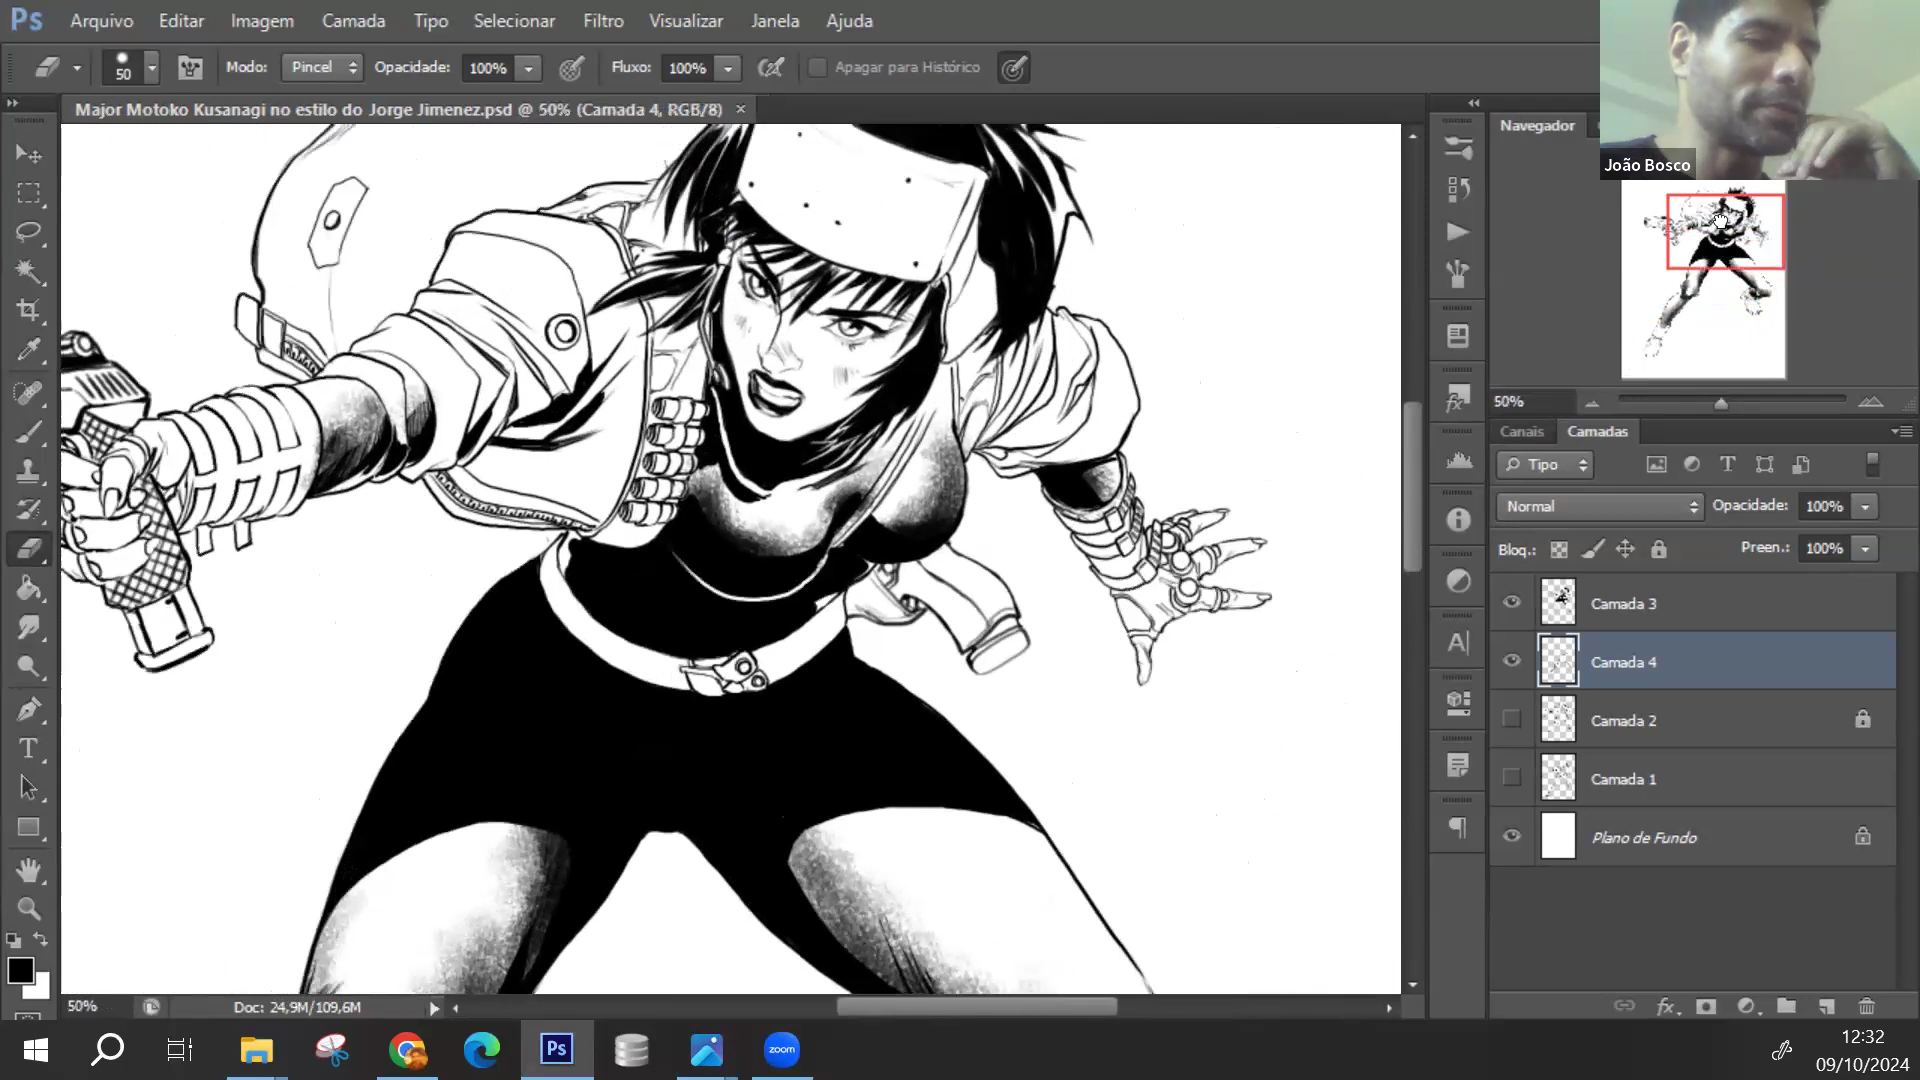 Ps Arquivo Editar Imagem Camada Tipo Selecionar Filtro Visualizar Janela Ajuda
50 Modo: Pincel Opacidade: 100% Fluxo: 100% Apagar para Histórico
Major Motoko Kusanagi no estilo do Jorge Jimenez.psd @ 50% (Camada 4, RGB/8) ×
Navegador
João Bosco
50%
Canais Camadas
Tipo
Normal Opacidade: 100%
Bloq.: Preen.: 100%
Camada 3
Camada 4
Camada 2
Camada 1
Plano de Fundo
50% Doc: 24,9M/109,6M
Ps zoom
12:32
09/10/2024